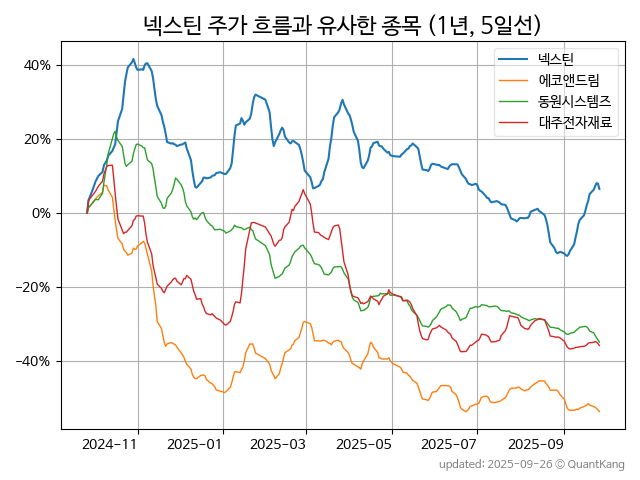 넥스틴 주가 흐름과 유사한 종목 (1년, 5일선)
넥스틴
에코앤드림
동원시스템즈
대주전자재료
40%
20%
0%
−20%
−40%
2024-11
2025-01
2025-03
2025-05
2025-07
2025-09
updated: 2025-09-26 © QuantKang